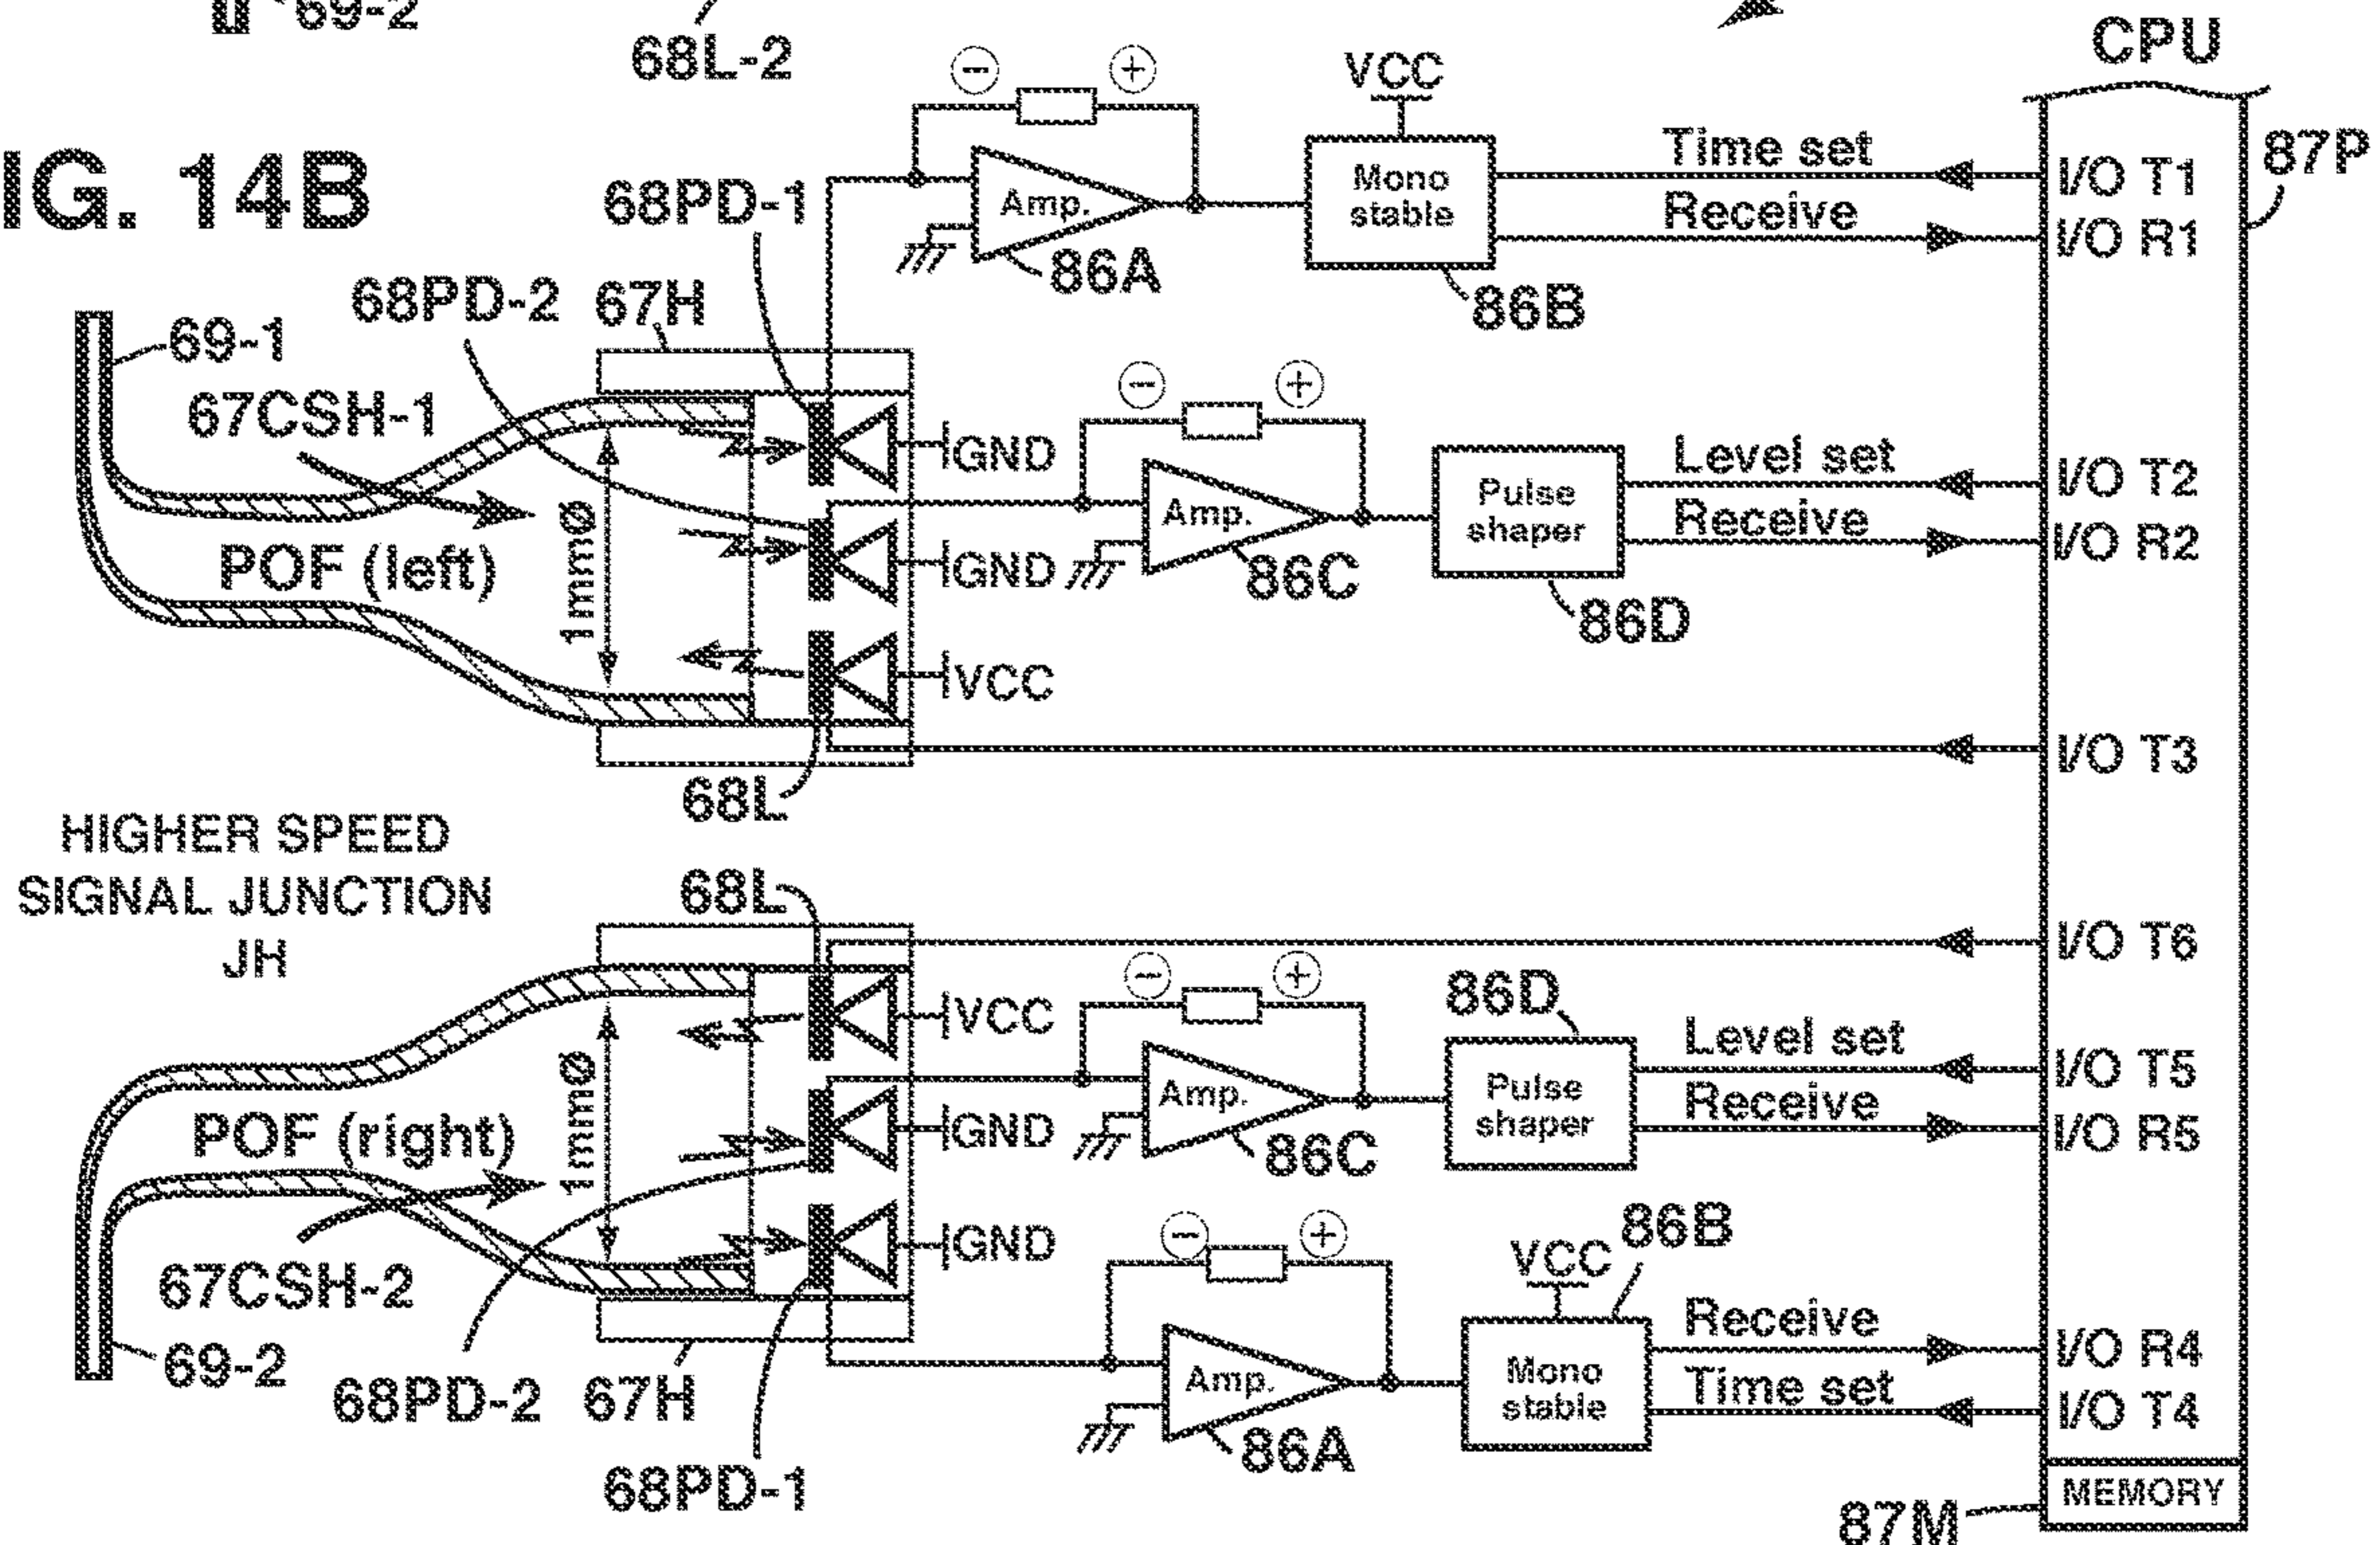 69-2
68L-2
CPU
VCC
87P
IG. 14B
68PD-1
Amp.
86A
Mono
stable
86B
Time set
Receive
I/O T1
I/O R1
68PD-2
67H
69-1
67CSH-1
POF (left)
1mmØ
GND
GND
VCC
Amp.
86C
Pulse
shaper
86D
Level set
Receive
I/O T2
I/O R2
I/O T3
68L
HIGHER SPEED
SIGNAL JUNCTION
JH
68L
I/O T6
VCC
GND
GND
Amp.
86C
86D
Pulse
shaper
Level set
Receive
I/O T5
I/O R5
POF (right)
1mmØ
67CSH-2
69-2
68PD-2
67H
68PD-1
Amp.
86A
VCC
86B
Mono
stable
Receive
Time set
I/O R4
I/O T4
MEMORY
87M